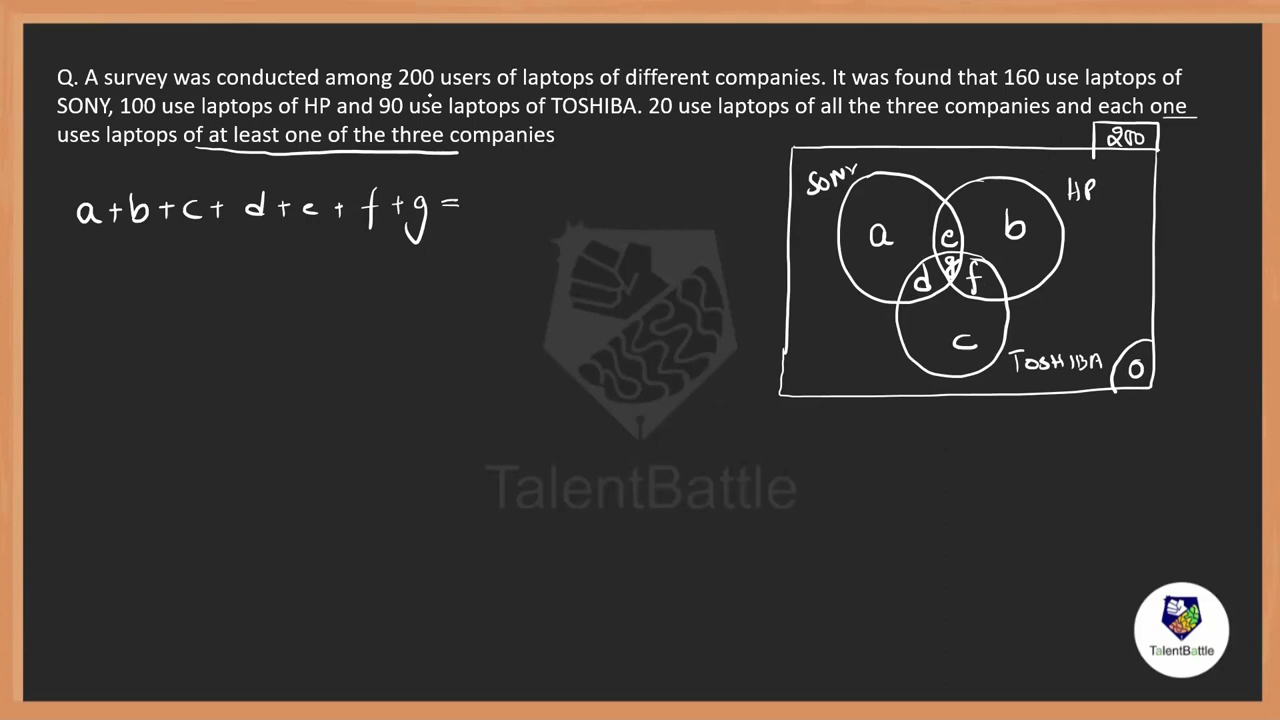 Q. A survey was conducted among 200 users of laptops of different companies. It was found that 160 use laptops of
SONY, 100 use laptops of HP and 90 use laptops of TOSHIBA. 20 use laptops of all the three companies and each one
uses laptops of at least one of the three companies
200
SONY
HP
a+b+c+ d+e+ f+g=
a
e
b
g
d
f
c
TOSHIBA
0
TalentBattle
TalentBattle